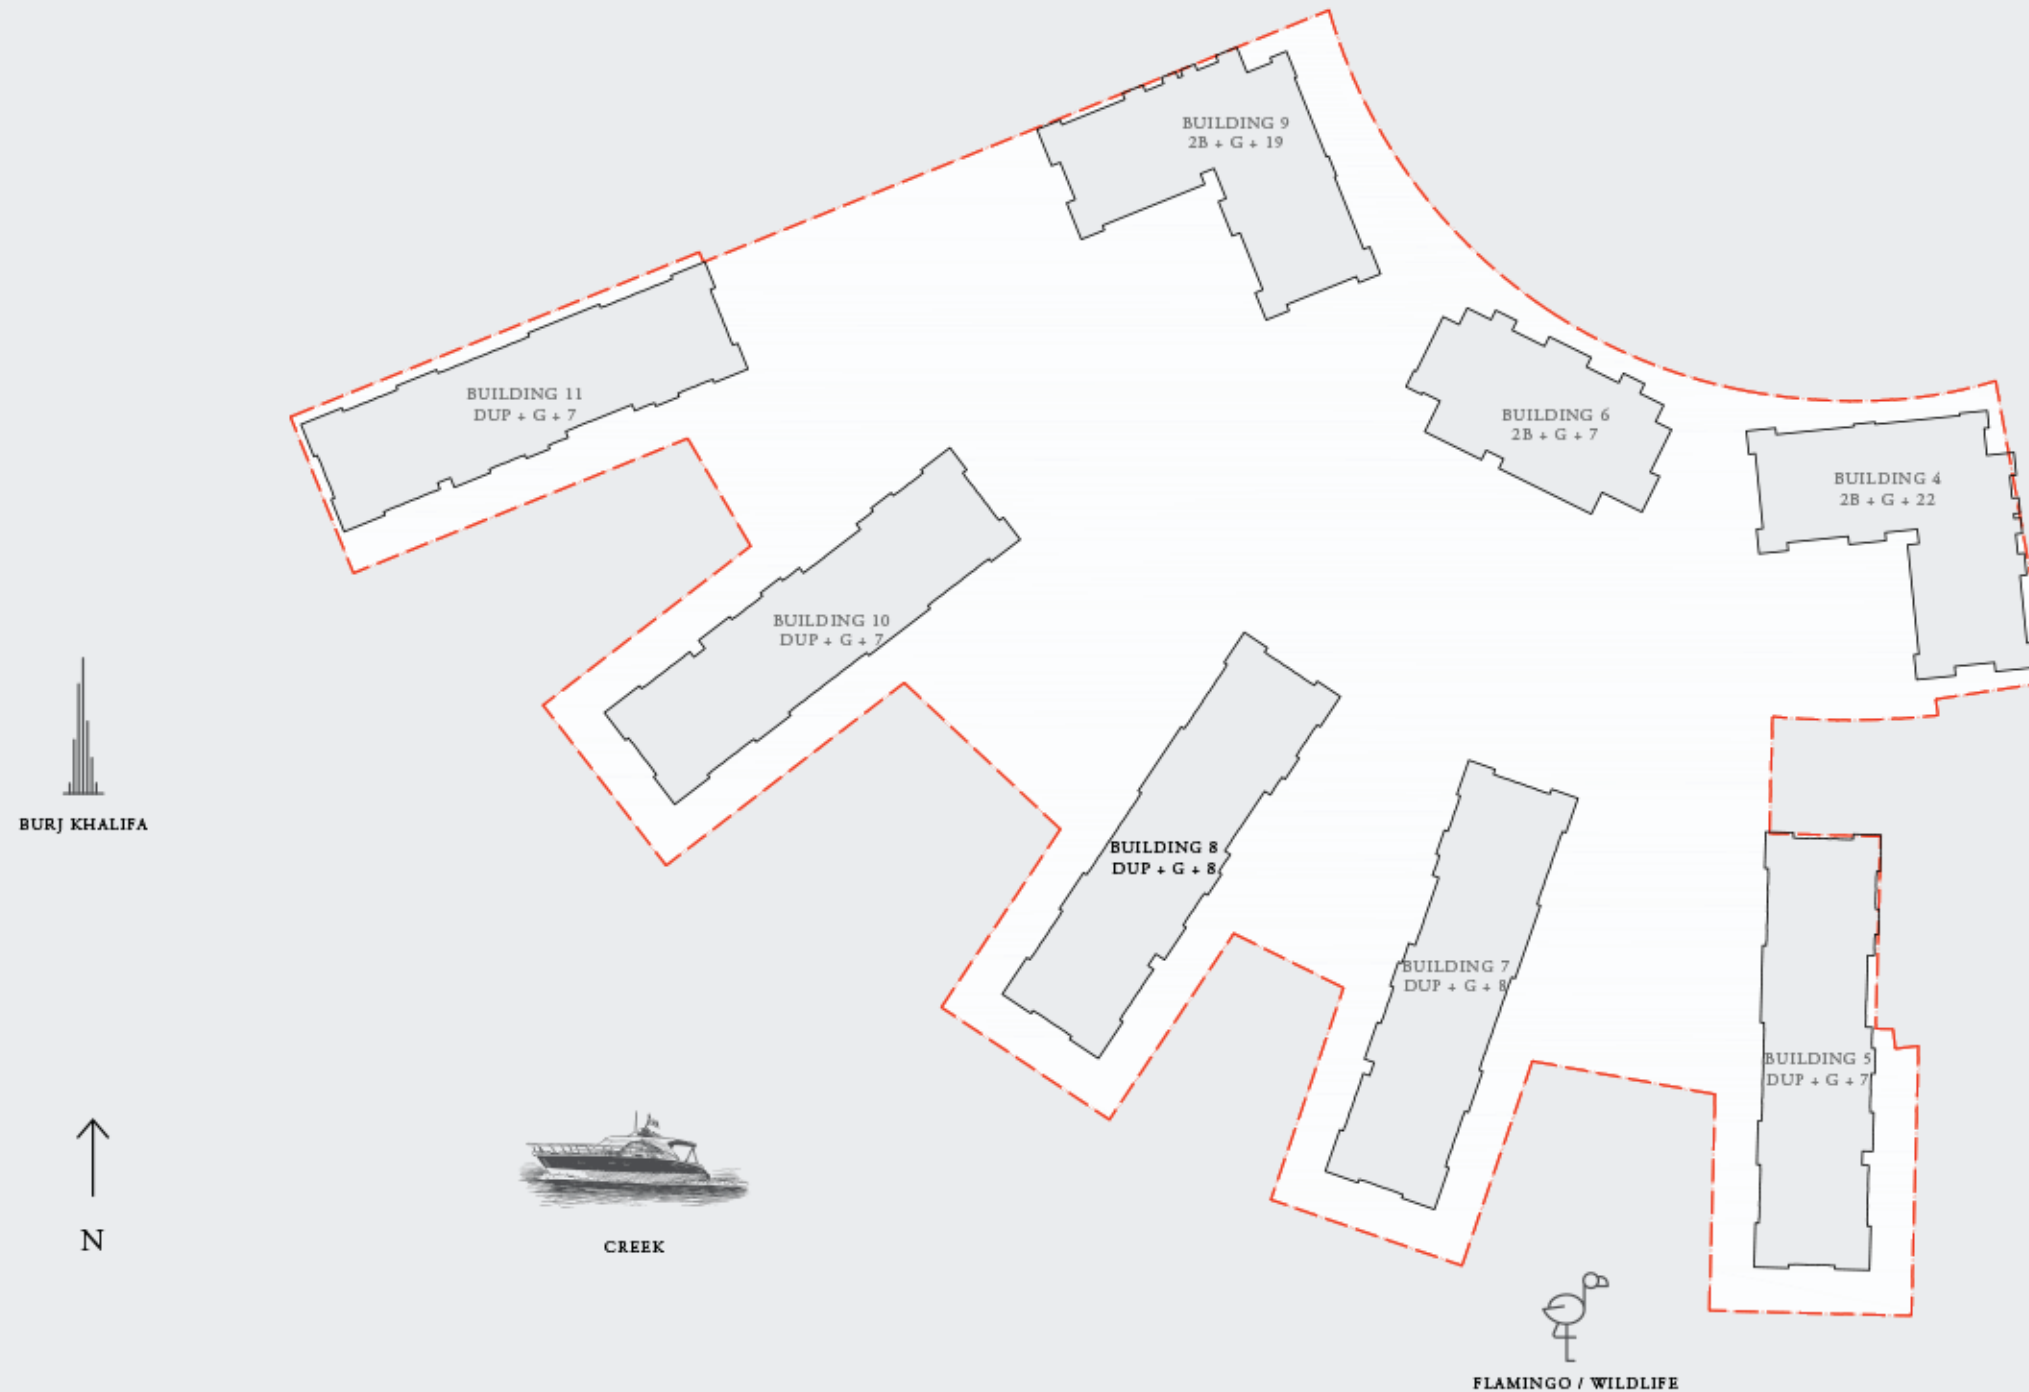 BUILDING 9
2B + G + 19
BUILDING 11
DUP + G + 7
BUILDING 6
2B + G + 7
BUILDING 4
2B + G + 22
BUILDING 10
DUP + G + 7
BURJ KHALIFA
BUILDING 8
DUP + G + 8
BUILDING 7
DUP + G + 8
BUILDING 5
DUP + G + 7
N
CREEK
FLAMINGO / WILDLIFE